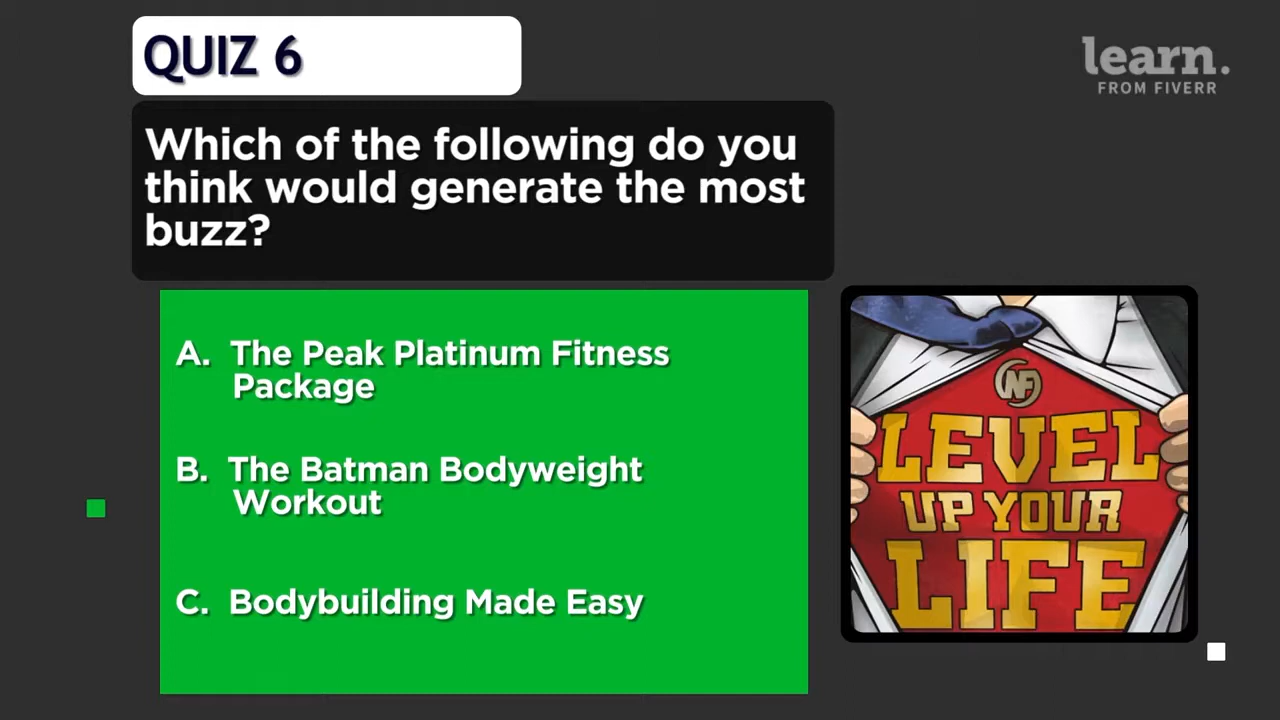 QUIZ 6
learn.
FROM FIVERR
Which of the following do you
think would generate the most
buzz?
A. The Peak Platinum Fitness
Package
B. The Batman Bodyweight
Workout
C. Bodybuilding Made Easy
NF
LEVEL
UP YOUR
LIFE